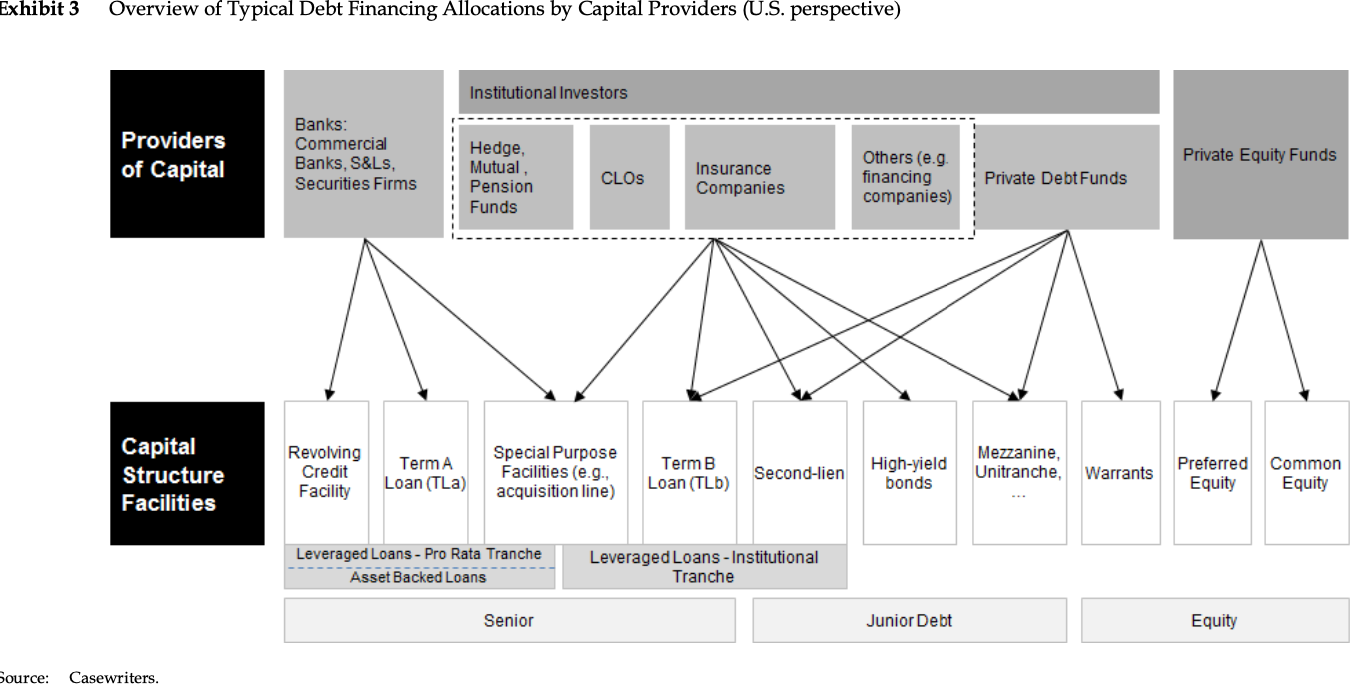 Exhibit 3 Overview of Typical Debt Financing Allocations by Capital Providers (U.S. perspective)
Providers
of Capital
Banks:
Commercial
Banks, S&Ls,
Securities Firms
Institutional Investors
Hedge,
Mutual ,
Pension
Funds
CLOs
Insurance
Companies
Others (e.g.
financing
companies)
Private Debt Funds
Private Equity Funds
Capital
Structure
Facilities
Revolving
Credit
Facility
Term A
Loan (TLa)
Special Purpose
Facilities (e.g.,
acquisition line)
Term B
Loan (TLb)
Second-lien
High-yield
bonds
Mezzanine,
Unitranche,
...
Warrants
Preferred
Equity
Common
Equity
Leveraged Loans - Pro Rata Tranche
Asset Backed Loans
Leveraged Loans - Institutional
Tranche
Senior
Junior Debt
Equity
Source: Casewriters.